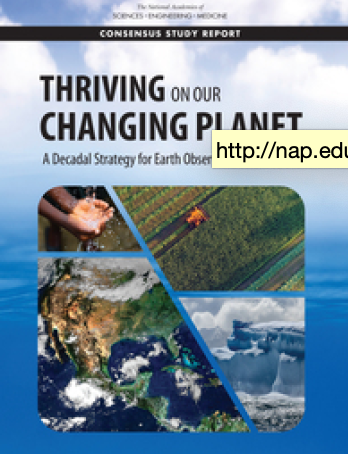 The National Academies of
SCIENCES • ENGINEERING • MEDICINE
CONSENSUS STUDY REPORT
THRIVING ON OUR
CHANGING PLANET
A Decadal Strategy for Earth Obser
http://nap.edu